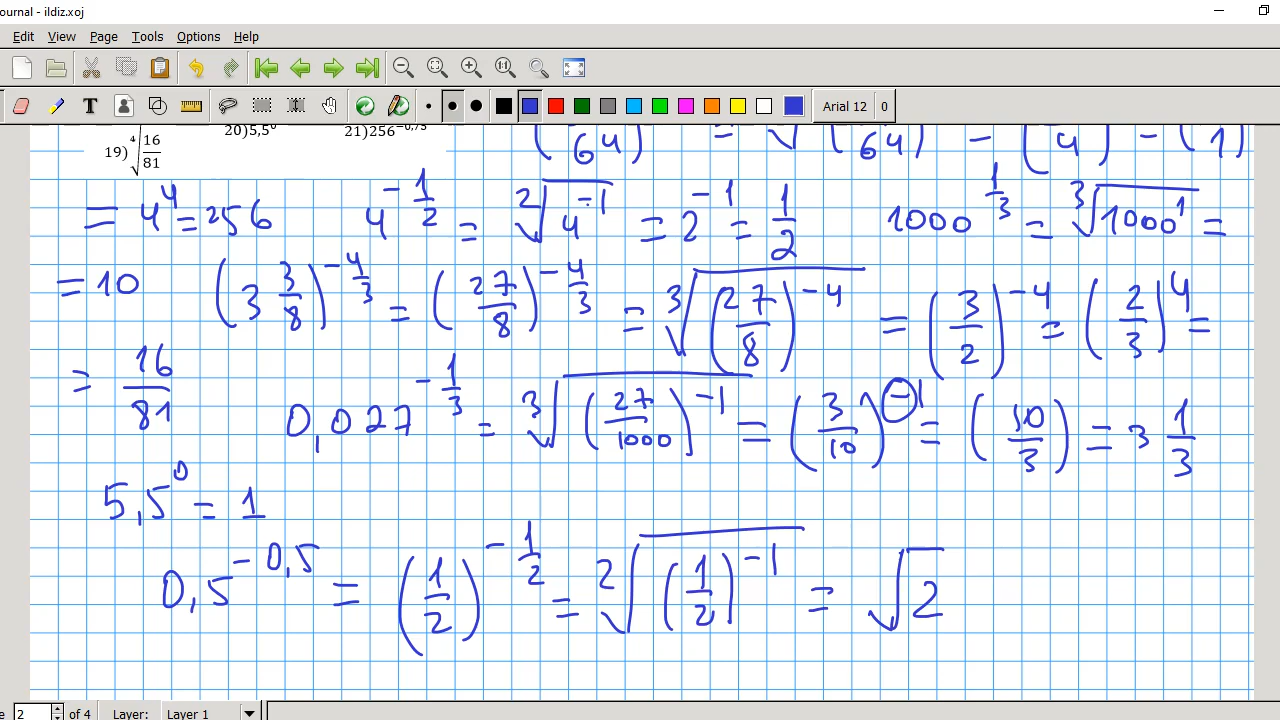 ournal - ildiz.xoj
Edit View Page Tools Options Help
T Arial 12 0
19) ⁴√(16/81) 20)5,5⁰ 21)256^(-0,75)
= 4⁴ = 256 4^(-1/2) = ²√(4^(-1)) = 2^(-1) = 1/2 1000^(1/3) = ³√(1000¹) =
= 10 (3 3/8)^(-4/3) = (27/8)^(-4/3) = ³√((27/8)^(-4)) = (3/2)^(-4) = (2/3)^4 =
= 16/81 0,027^(-1/3) = ³√((27/1000)^(-1)) = (3/10)^(-1) = (10/3) = 3 1/3
5,5⁰ = 1
0,5^(-0,5) = (1/2)^(-1/2) = ²√((1/2)^(-1)) = √2
e 2 of 4 Layer: Layer 1